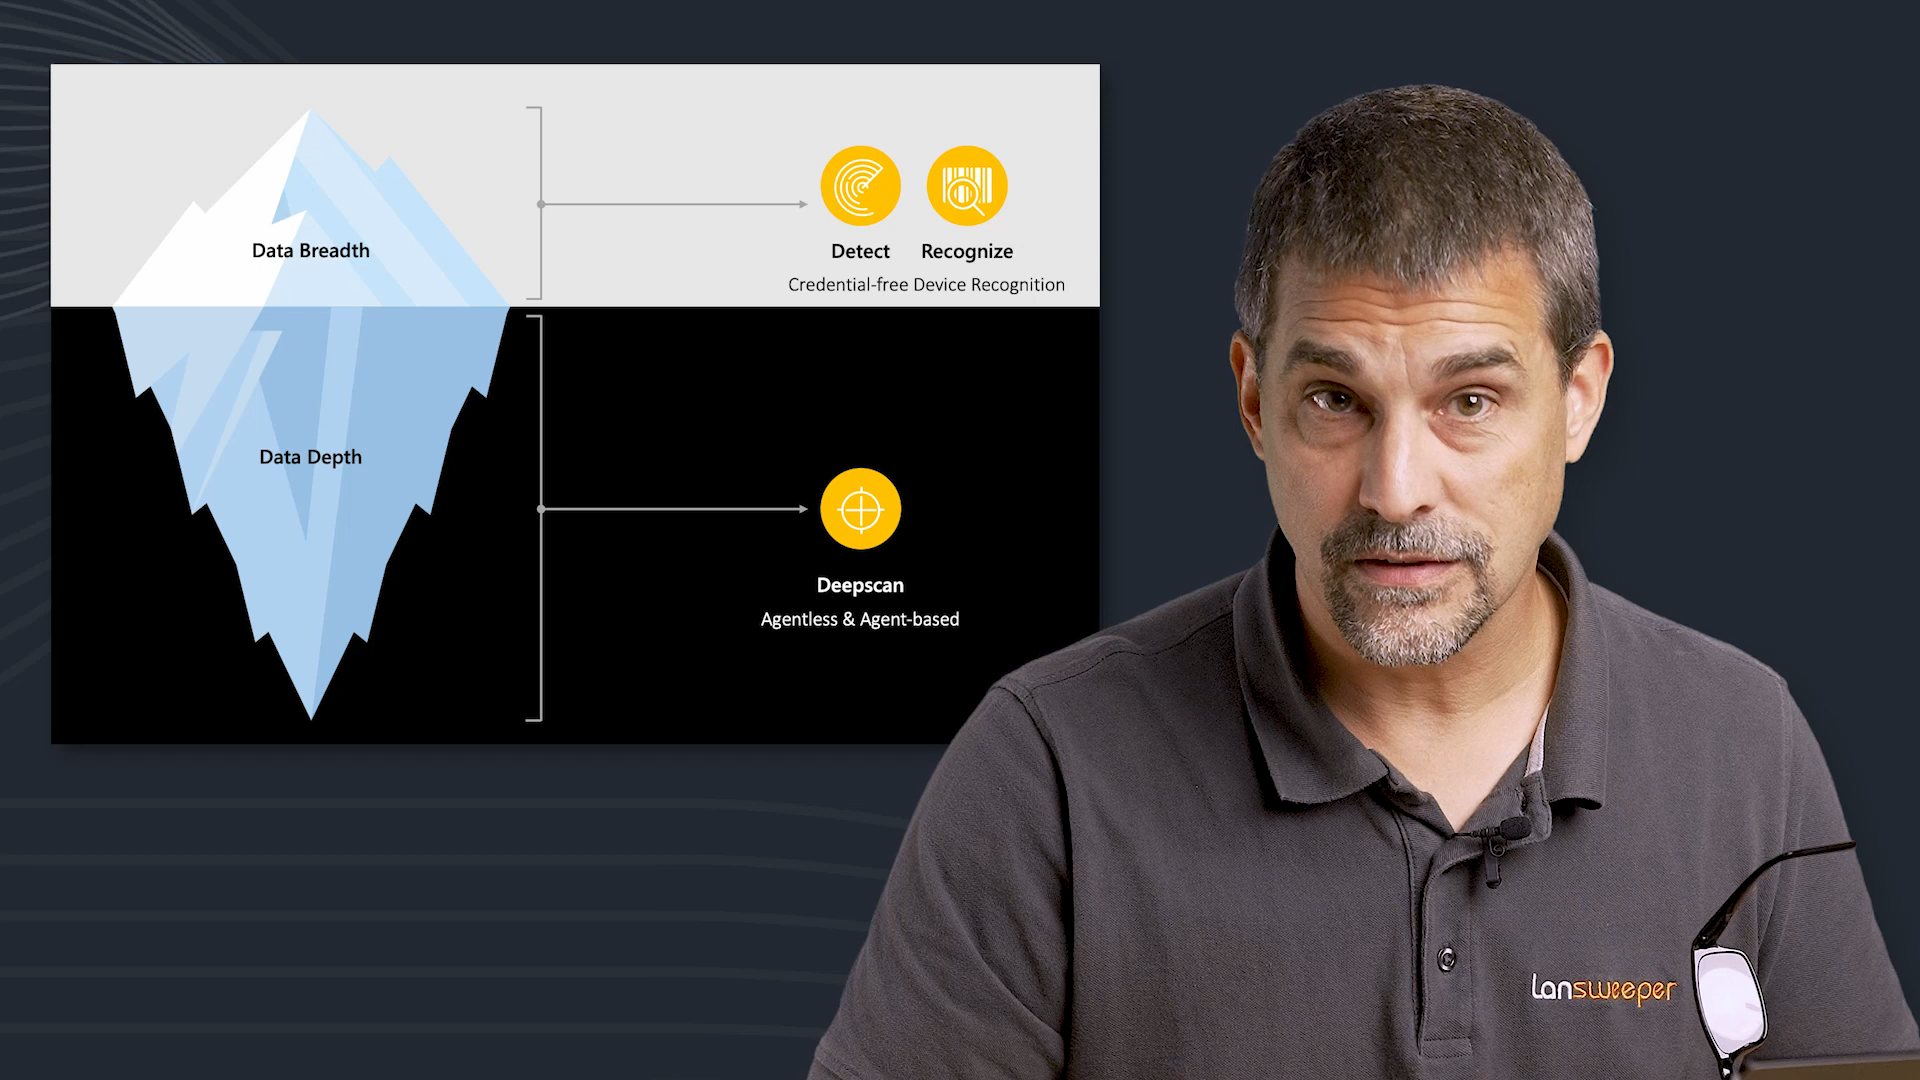 Data Breadth
Detect
Recognize
Credential-free Device Recognition
Data Depth
Deepscan
Agentless & Agent-based
Lansweeper